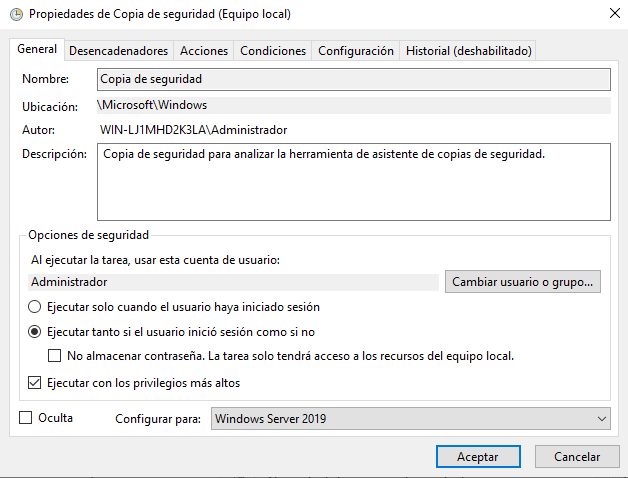 Propiedades de Copia de seguridad (Equipo local)
General Desencadenadores Acciones Condiciones Configuración Historial (deshabilitado)
Nombre: Copia de seguridad
Ubicación: \Microsoft\Windows
Autor: WIN-LJ1MHD2K3LA\Administrador
Descripción: Copia de seguridad para analizar la herramienta de asistente de copias de seguridad.
Opciones de seguridad
Al ejecutar la tarea, usar esta cuenta de usuario:
Administrador Cambiar usuario o grupo...
Ejecutar solo cuando el usuario haya iniciado sesión
Ejecutar tanto si el usuario inició sesión como si no
No almacenar contraseña. La tarea solo tendrá acceso a los recursos del equipo local.
Ejecutar con los privilegios más altos
Oculta Configurar para: Windows Server 2019
Aceptar Cancelar